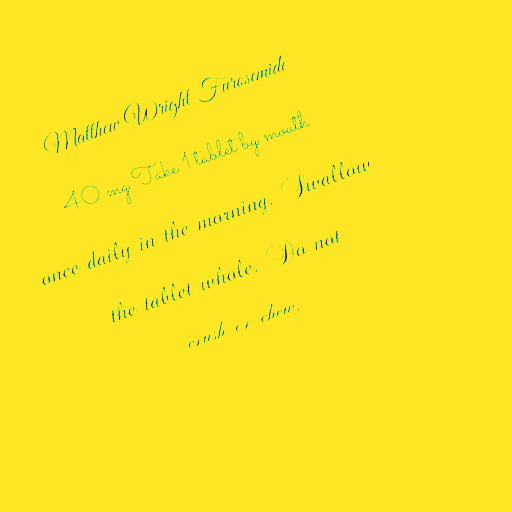 Matthew Wright Furosemide
40 mg Take 1 tablet by mouth
once daily in the morning. Swallow
the tablet whole. Do not
crush or chew.